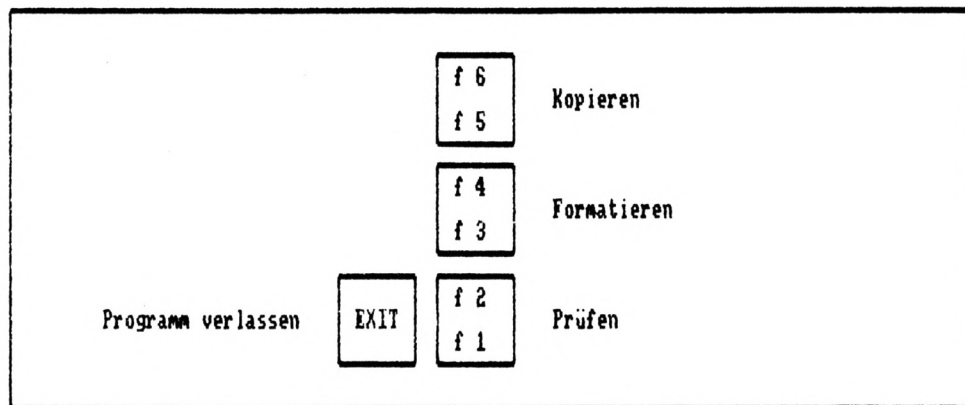 f 6
f 5
Kopieren
f 4
f 3
Formatieren
Programm verlassen
EXIT
f 2
f 1
Prüfen